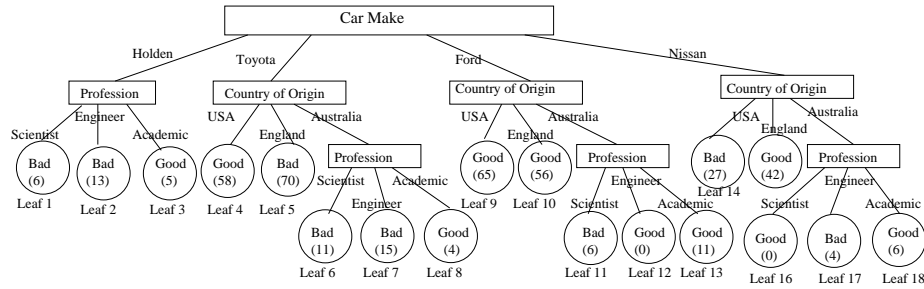 Car Make
Holden
Toyota
Ford
Nissan
Profession
Country of Origin
Country of Origin
Country of Origin
Scientist
Engineer
Academic
USA
England
Australia
USA
England
Australia
USA
England
Australia
Bad
(6)
Bad
(13)
Good
(5)
Good
(58)
Bad
(70)
Profession
Good
(65)
Good
(56)
Profession
Bad
(27)
Good
(42)
Profession
Leaf 1
Leaf 2
Leaf 3
Leaf 4
Leaf 5
Scientist
Engineer
Academic
Leaf 9
Leaf 10
Scientist
Engineer
Academic
Leaf 14
Scientist
Engineer
Academic
Bad
(11)
Bad
(15)
Good
(4)
Bad
(6)
Good
(0)
Good
(11)
Good
(0)
Bad
(4)
Good
(6)
Leaf 6
Leaf 7
Leaf 8
Leaf 11
Leaf 12
Leaf 13
Leaf 16
Leaf 17
Leaf 18